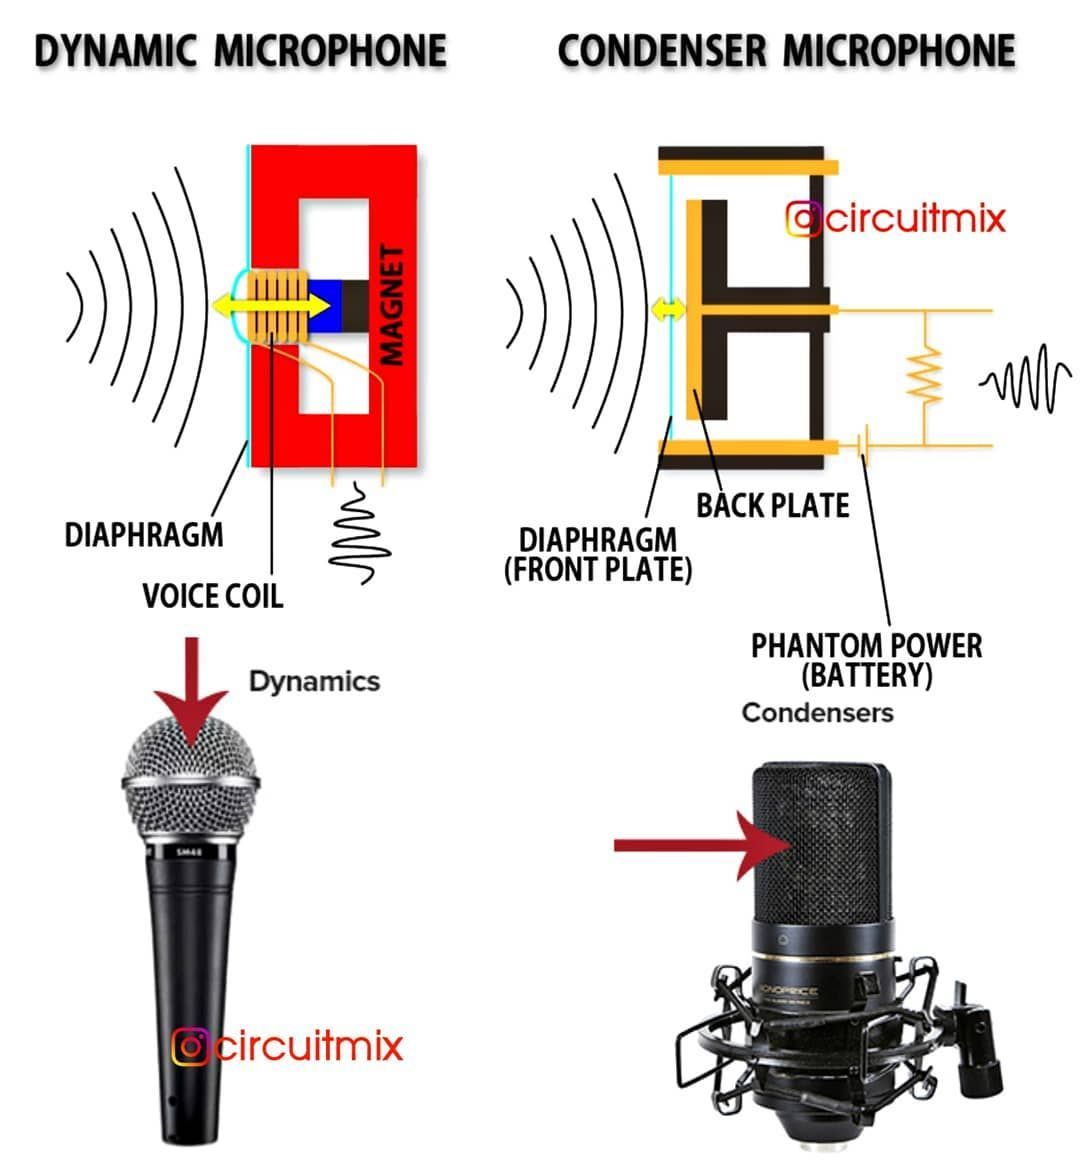 DYNAMIC MICROPHONE
CONDENSER MICROPHONE
circuitmix
MAGNET
DIAPHRAGM
VOICE COIL
BACK PLATE
DIAPHRAGM
(FRONT PLATE)
PHANTOM POWER
(BATTERY)
Dynamics
Condensers
SM48
MONOPRICE
circuitmix